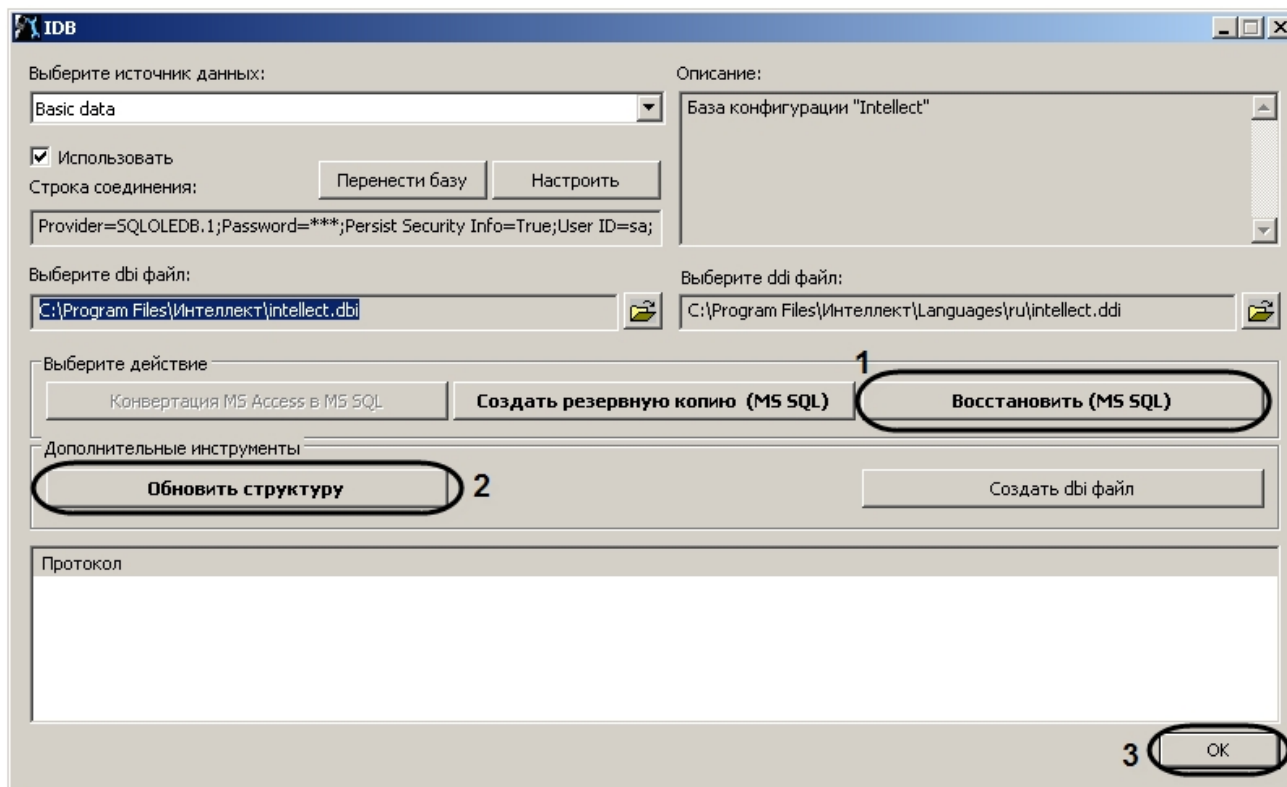 IDB
Выберите источник данных:
Описание:
Basic data
База конфигурации "Intellect"
Использовать
Строка соединения:
Перенести базу
Настроить
Provider=SQLOLEDB.1;Password=***;Persist Security Info=True;User ID=sa;
Выберите dbi файл:
Выберите ddi файл:
C:\Program Files\Интеллект\intellect.dbi
C:\Program Files\Интеллект\Languages\ru\intellect.ddi
Выберите действие
1
Конвертация MS Access в MS SQL
Создать резервную копию (MS SQL)
Восстановить (MS SQL)
Дополнительные инструменты
Обновить структуру
2
Создать dbi файл
Протокол
3
OK